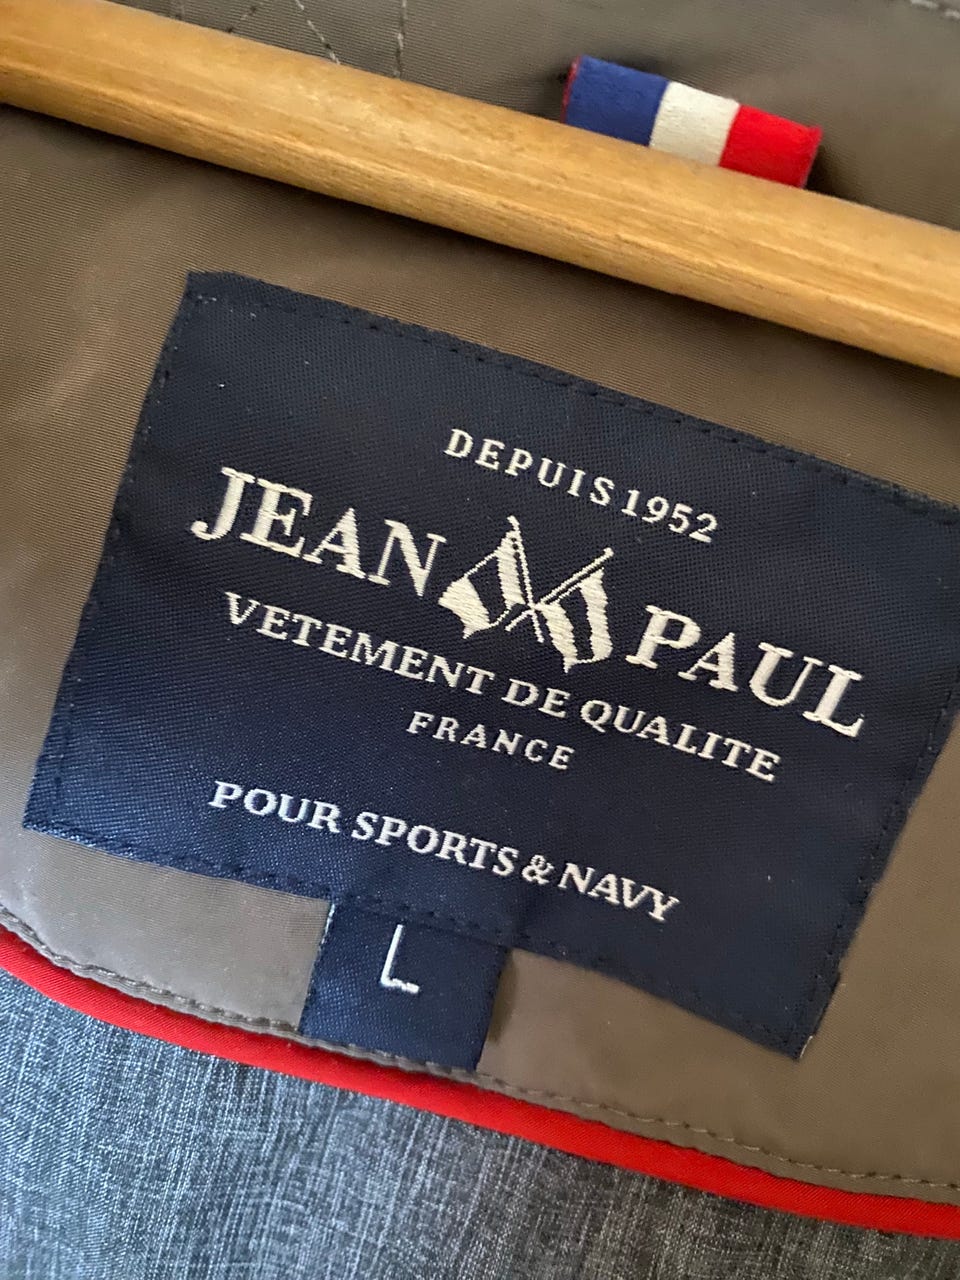 DEPUIS 1952
JEAN PAUL
VETEMENT DE QUALITE
FRANCE
POUR SPORTS & NAVY
L